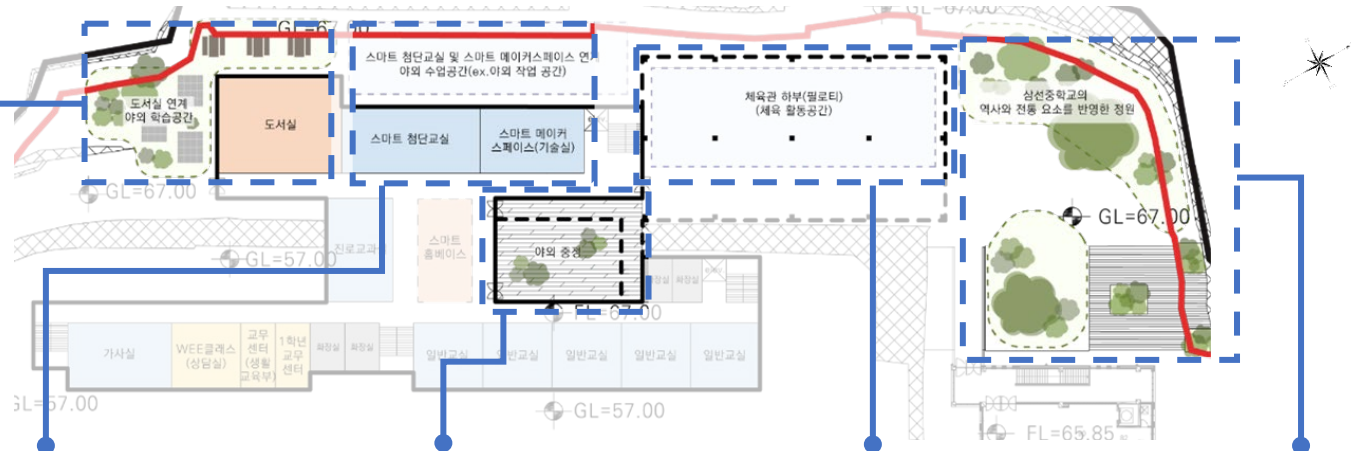 GL=67.00
GL=67.00
스마트 첨단교실 및 스마트 메이커스페이스 연계
야외 수업공간(ex.야외 작업 공간)
도서실 연계
야외 학습공간
도서실
스마트 첨단교실
스마트 메이커
스페이스(기술실)
체육관 하부(필로티)
(체육 활동공간)
삼선중학교의
역사와 전통 요소를 반영한 정원
GL=67.00
GL=67.00
GL=57.00
진로교과실
스마트
홈베이스
야외 중정
화장실
화장실
FL=67.00
가사실
WEE클래스
(상담실)
교무
센터
(생활
교육부)
1학년
교무
센터
화장실
화장실
일반교실
일반교실
일반교실
일반교실
일반교실
GL=57.00
GL=57.00
FL=65.85